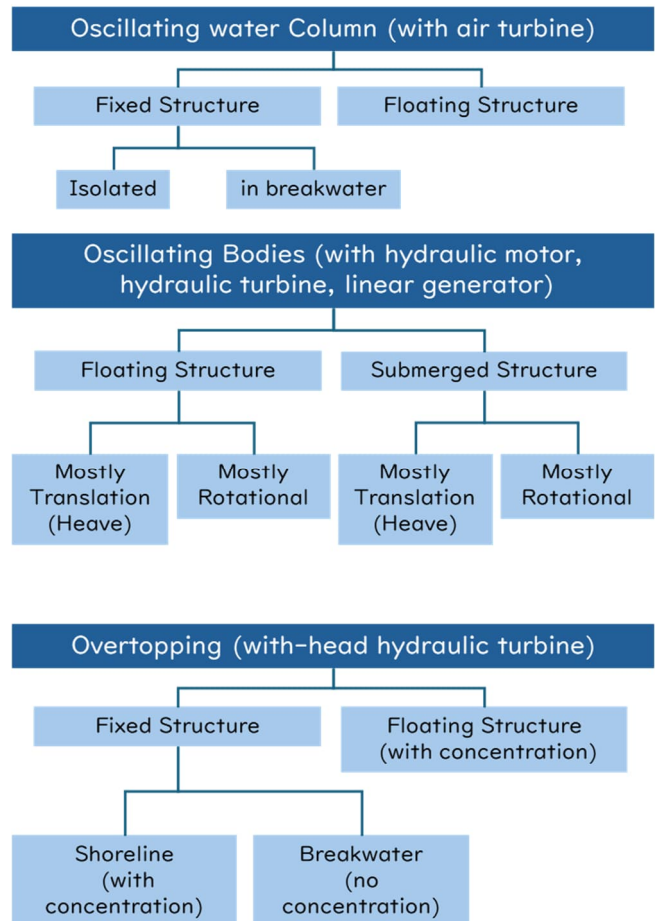 Oscillating water Column (with air turbine)
Fixed Structure
Floating Structure
Isolated
in breakwater
Oscillating Bodies (with hydraulic motor,
hydraulic turbine, linear generator)
Floating Structure
Submerged Structure
Mostly
Translation
(Heave)
Mostly
Rotational
Mostly
Translation
(Heave)
Mostly
Rotational
Overtopping (with-head hydraulic turbine)
Fixed Structure
Floating Structure
(with concentration)
Shoreline
(with
concentration)
Breakwater
(no
concentration)